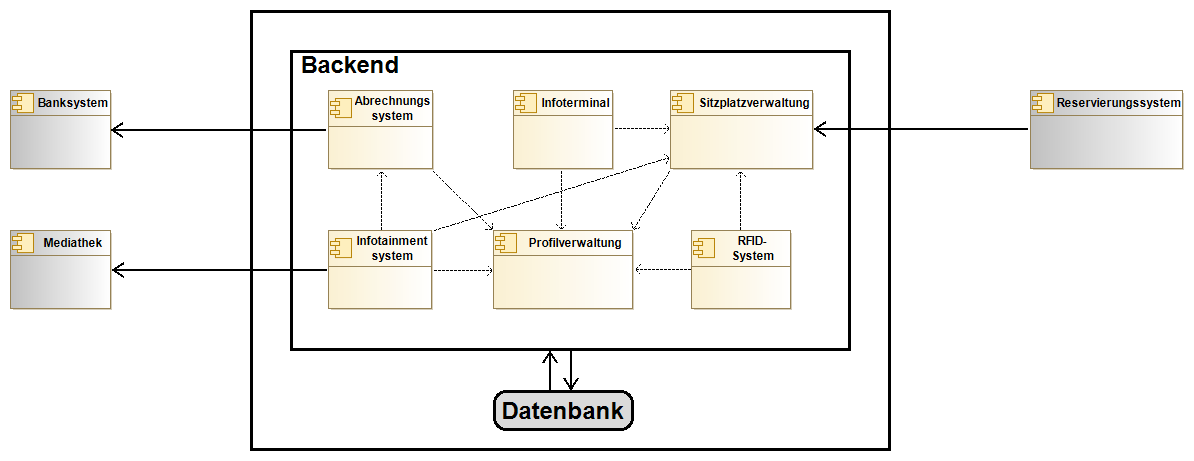 Backend
Banksystem
Abrechnungs
system
Infoterminal
Sitzplatzverwaltung
Reservierungssystem
Mediathek
Infotainment
system
Profilverwaltung
RFID-
System
Datenbank